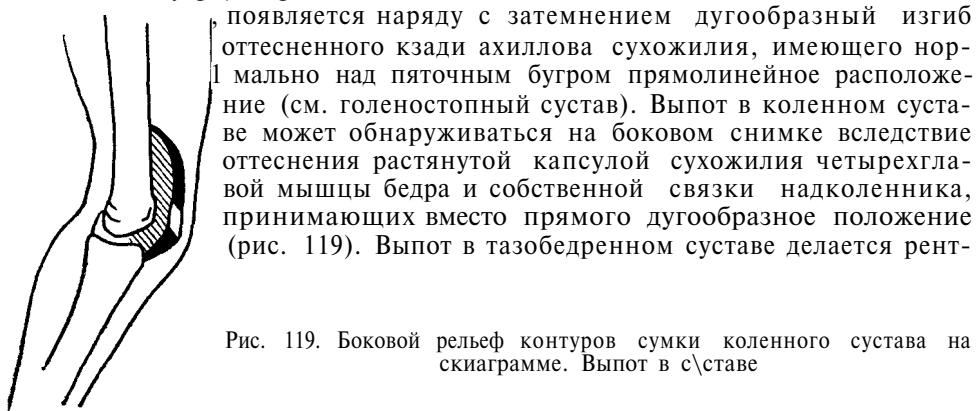 , появляется наряду с затемнением дугообразный изгиб
оттесненного кзади ахиллова сухожилия, имеющего нор-
1 мально над пяточным бугром прямолинейное расположе-
ние (см. голеностопный сустав). Выпот в коленном суста-
ве может обнаруживаться на боковом снимке вследствие
оттеснения растянутой капсулой сухожилия четырехгла-
вой мышцы бедра и собственной связки надколенника,
принимающих вместо прямого дугообразное положение
(рис. 119). Выпот в тазобедренном суставе делается рент-
Рис. 119. Боковой рельеф контуров сумки коленного сустава на
скиаграмме. Выпот в с\ставе